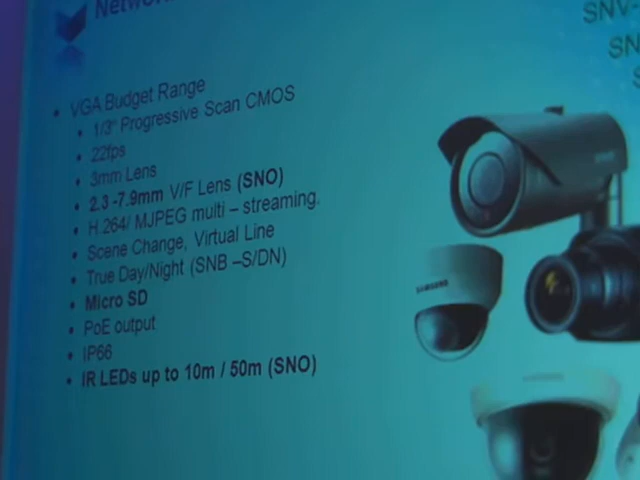 VGA Budget Range
1/3" Progressive Scan CMOS
22fps
3mm Lens
2.3 -7.9mm V/F Lens (SNO)
H.264/ MJPEG multi – streaming.
Scene Change, Virtual Line
True Day/Night (SNB –S/DN)
Micro SD
PoE output
IP66
IR LEDs up to 10m / 50m (SNO)
SNV-
SN
SAMSUNG